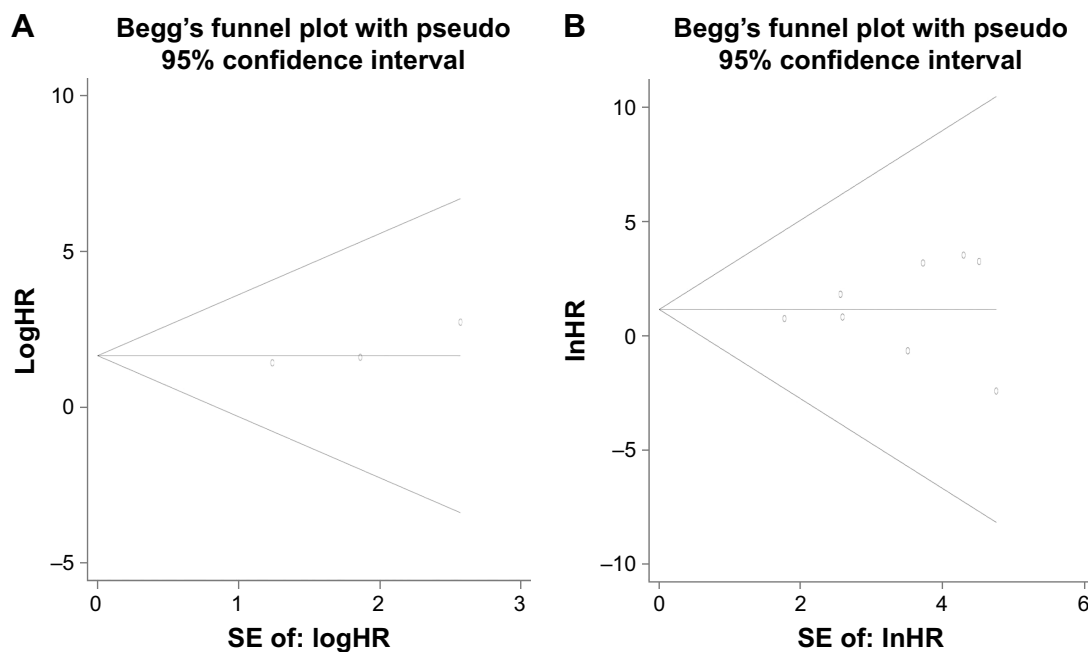 A
Begg’s funnel plot with pseudo
95% confidence interval
10
5
0
–5
LogHR
0
1
2
3
SE of: logHR
B
Begg’s funnel plot with pseudo
95% confidence interval
10
5
0
–5
–10
lnHR
0
2
4
6
SE of: lnHR